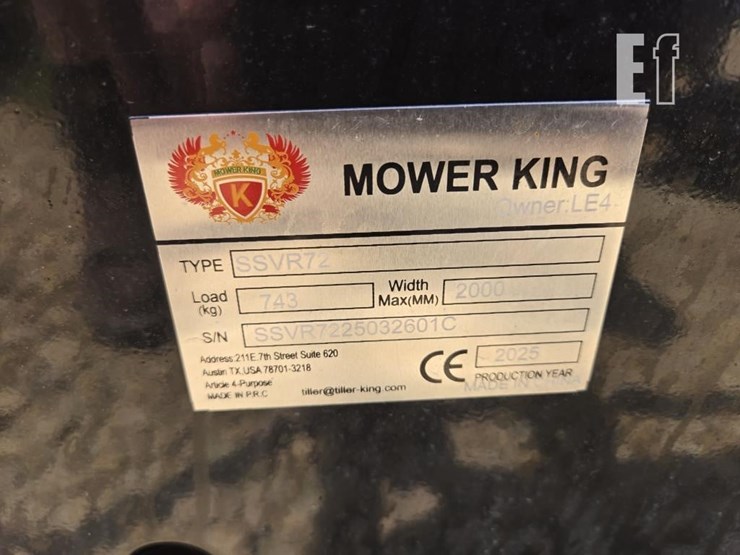 Ef
MOWER KING
K
MOWER KING
Owner:LE4
TYPE SSVR72
Load (kg) 743 Width Max(MM) 2000
S/N SSVR7225032601C
Address:211E.7th Street Suite 620
Austin TX,USA 78701-3218
Article 4-Purpose
MADE IN P.R.C
tiller@tiller-king.com
CE
2025
PRODUCTION YEAR
MADE IN